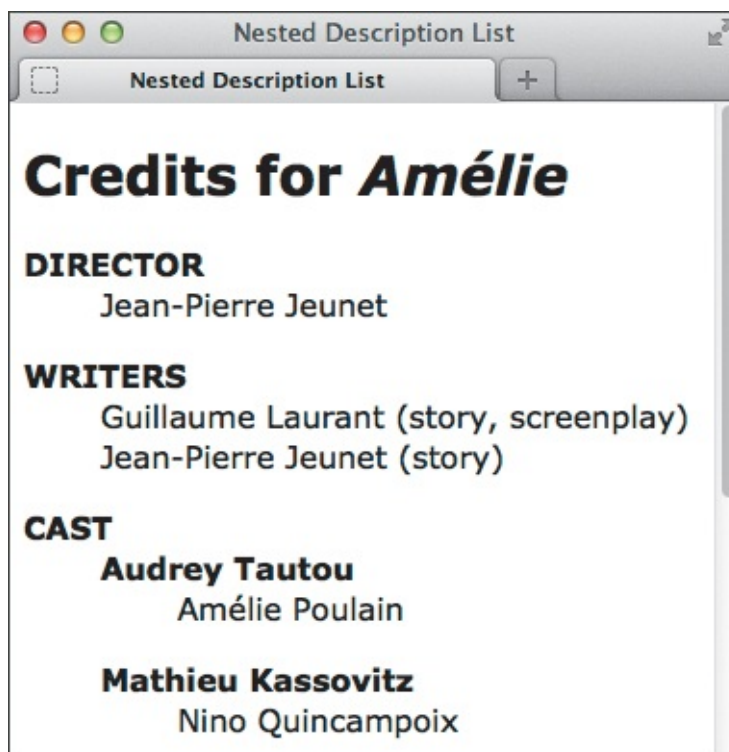 Nested Description List
Nested Description List
Credits for Amélie
DIRECTOR
Jean-Pierre Jeunet
WRITERS
Guillaume Laurant (story, screenplay)
Jean-Pierre Jeunet (story)
CAST
Audrey Tautou
Amélie Poulain
Mathieu Kassovitz
Nino Quincampoix